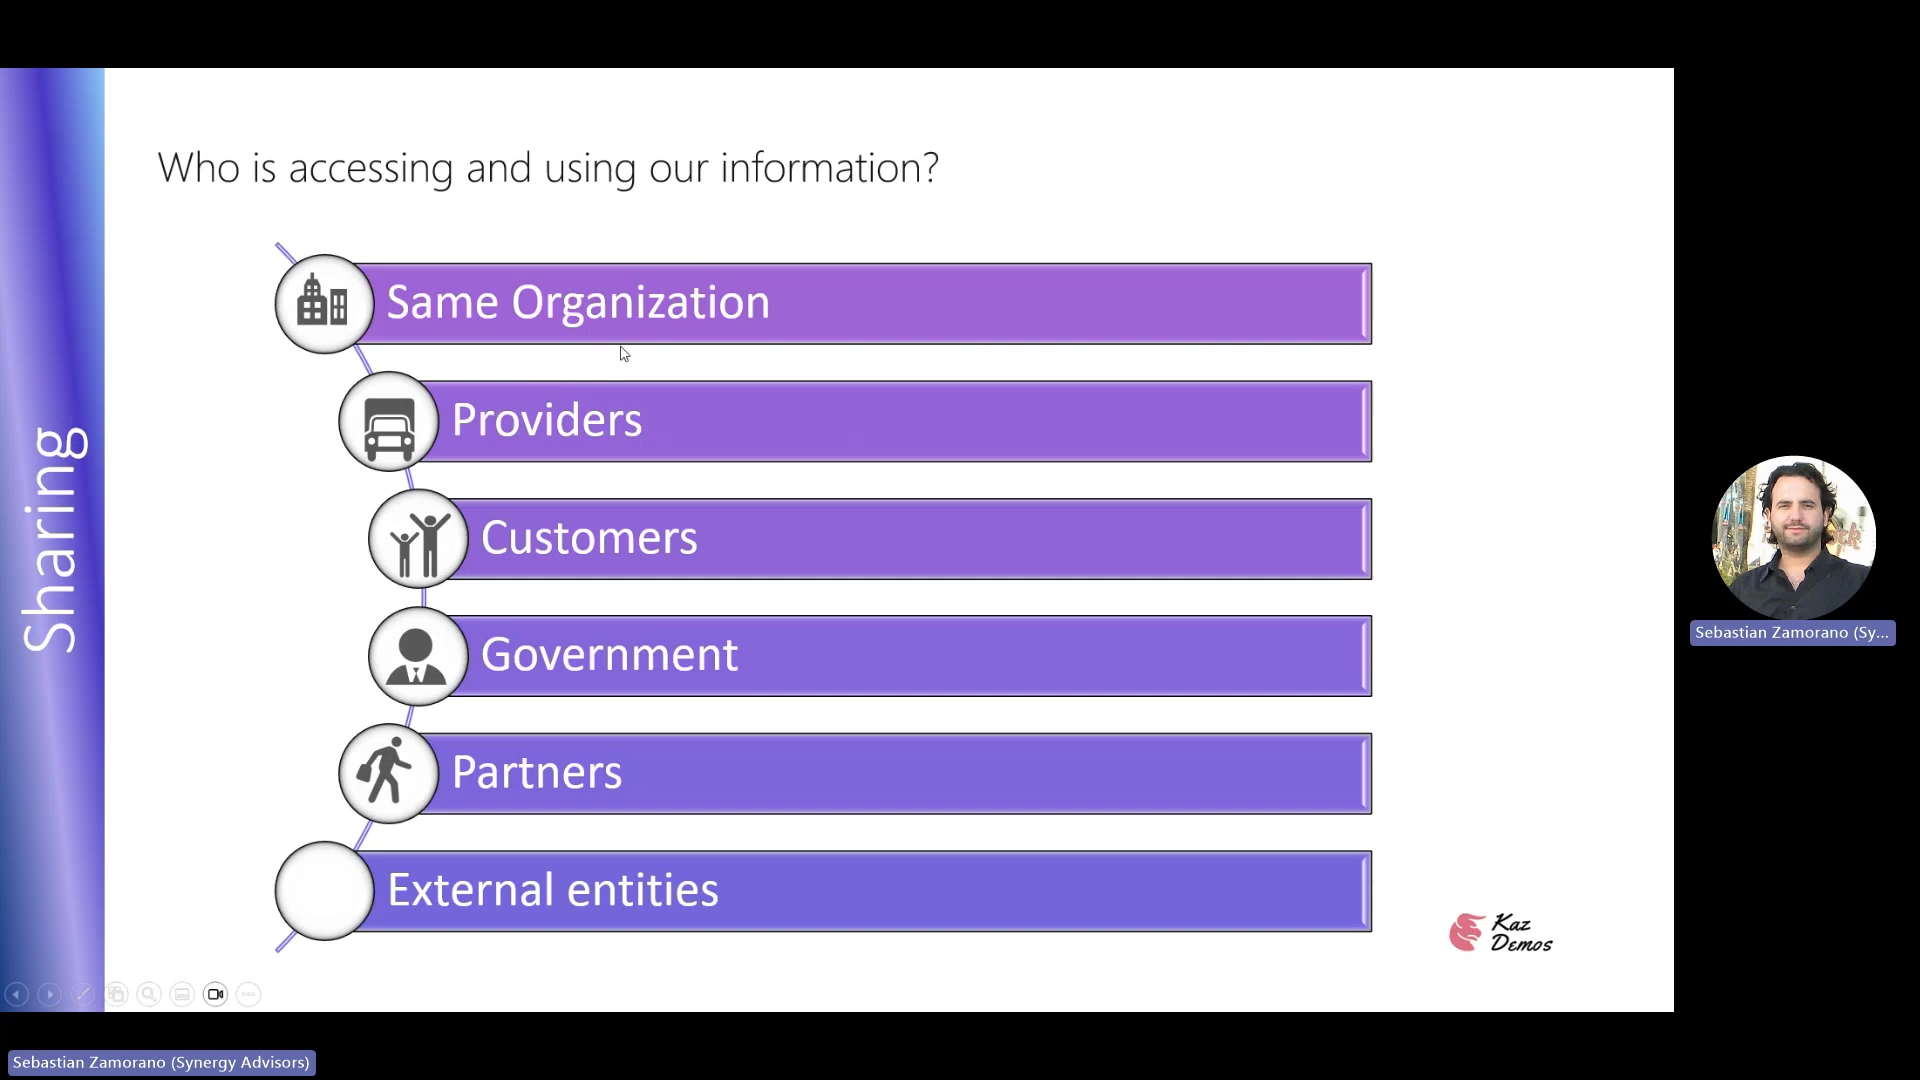 Who is accessing and using our information?
Sharing
Same Organization
Providers
Customers
Government
Partners
External entities
Kaz
Demos
Sebastian Zamorano (Sy...
Sebastian Zamorano (Synergy Advisors)